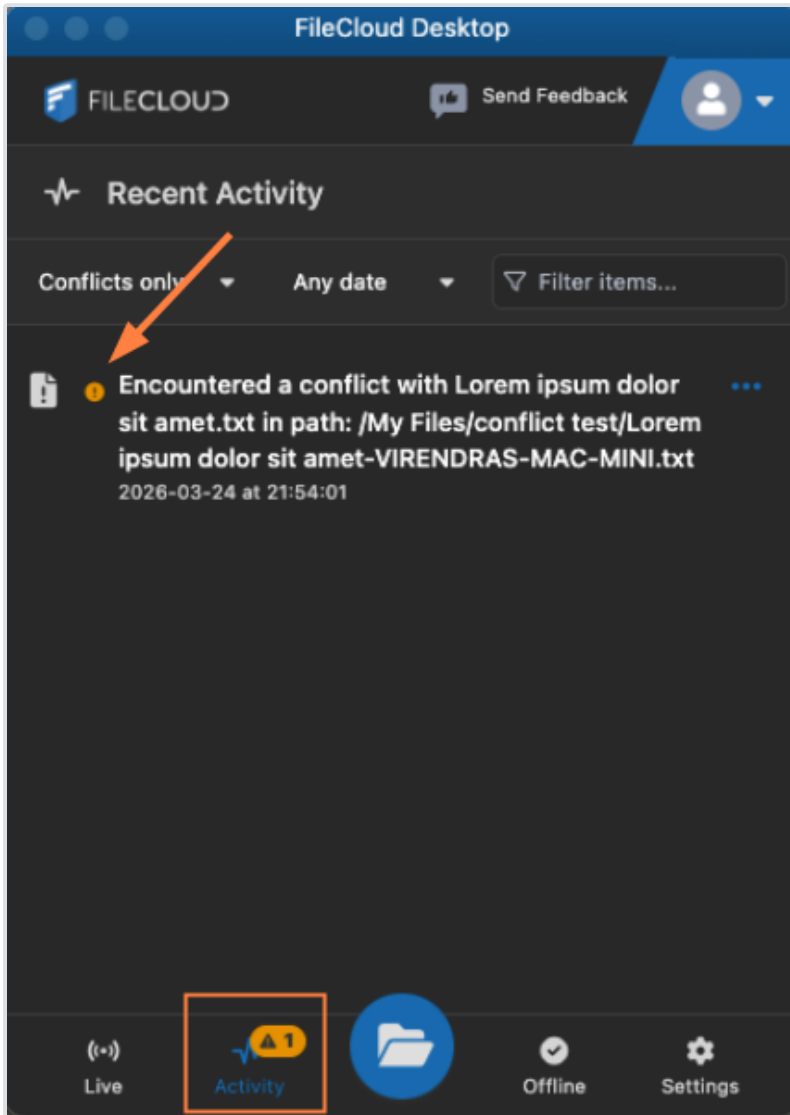 FileCloud Desktop
FILECLOUD
Send Feedback
Recent Activity
Conflicts only
Any date
Filter items...
Encountered a conflict with Lorem ipsum dolor
sit amet.txt in path: /My Files/conflict test/Lorem
ipsum dolor sit amet-VIRENDRAS-MAC-MINI.txt
2026-03-24 at 21:54:01
1
Live
Activity
Offline
Settings